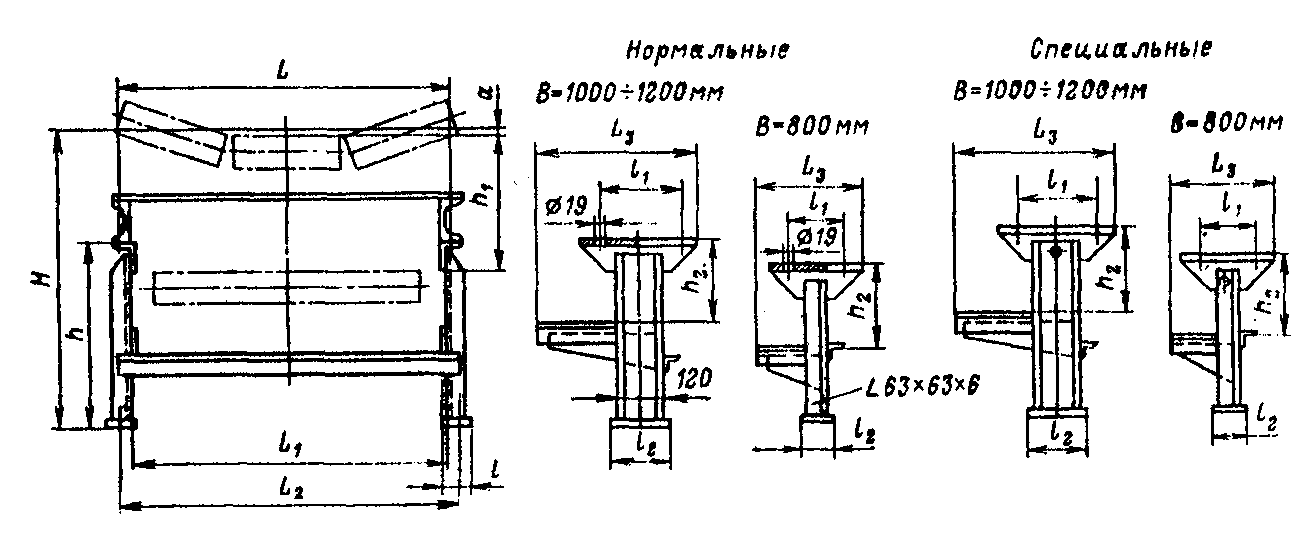 Нормальные
Специальные
B=1000÷1200мм
B=800мм
B=1000÷1200мм
B=800мм
L
a
H
h
h₁
L₁
L₂
l
L₃
l₁
Ø19
h₂
120
l₂
L₃
l₁
Ø19
h₂
L63×63×6
l₂
L₃
l₁
h₂
l₂
L₃
l₁
h₂
l₂